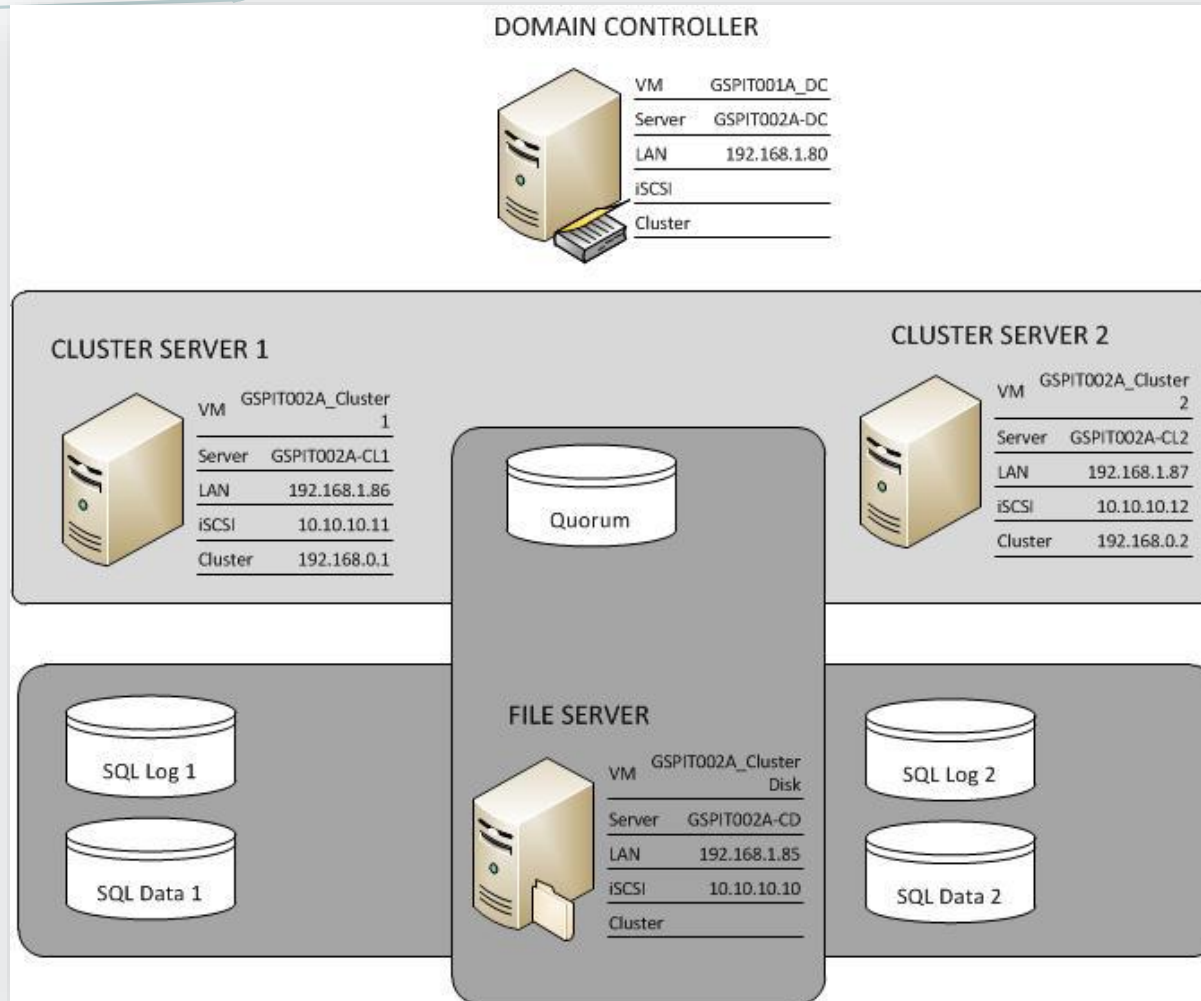 DOMAIN CONTROLLER
VM GSPIT001A_DC
Server GSPIT002A-DC
LAN 192.168.1.80
iSCSI
Cluster
CLUSTER SERVER 1
VM GSPIT002A_Cluster
1
Server GSPIT002A-CL1
LAN 192.168.1.86
iSCSI 10.10.10.11
Cluster 192.168.0.1
CLUSTER SERVER 2
VM GSPIT002A_Cluster
2
Server GSPIT002A-CL2
LAN 192.168.1.87
iSCSI 10.10.10.12
Cluster 192.168.0.2
Quorum
SQL Log 1
SQL Data 1
FILE SERVER
VM GSPIT002A_Cluster
Disk
Server GSPIT002A-CD
LAN 192.168.1.85
iSCSI 10.10.10.10
Cluster
SQL Log 2
SQL Data 2